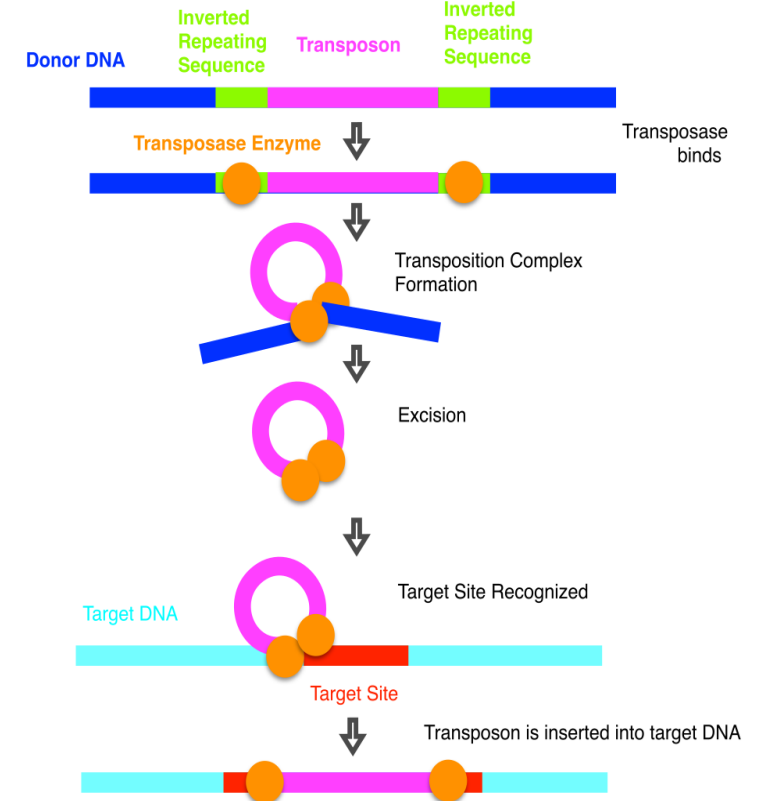 Inverted
Repeating
Sequence
Transposon
Inverted
Repeating
Sequence
Donor DNA
Transposase Enzyme
Transposase
binds
Transposition Complex
Formation
Excision
Target Site Recognized
Target DNA
Target Site
Transposon is inserted into target DNA